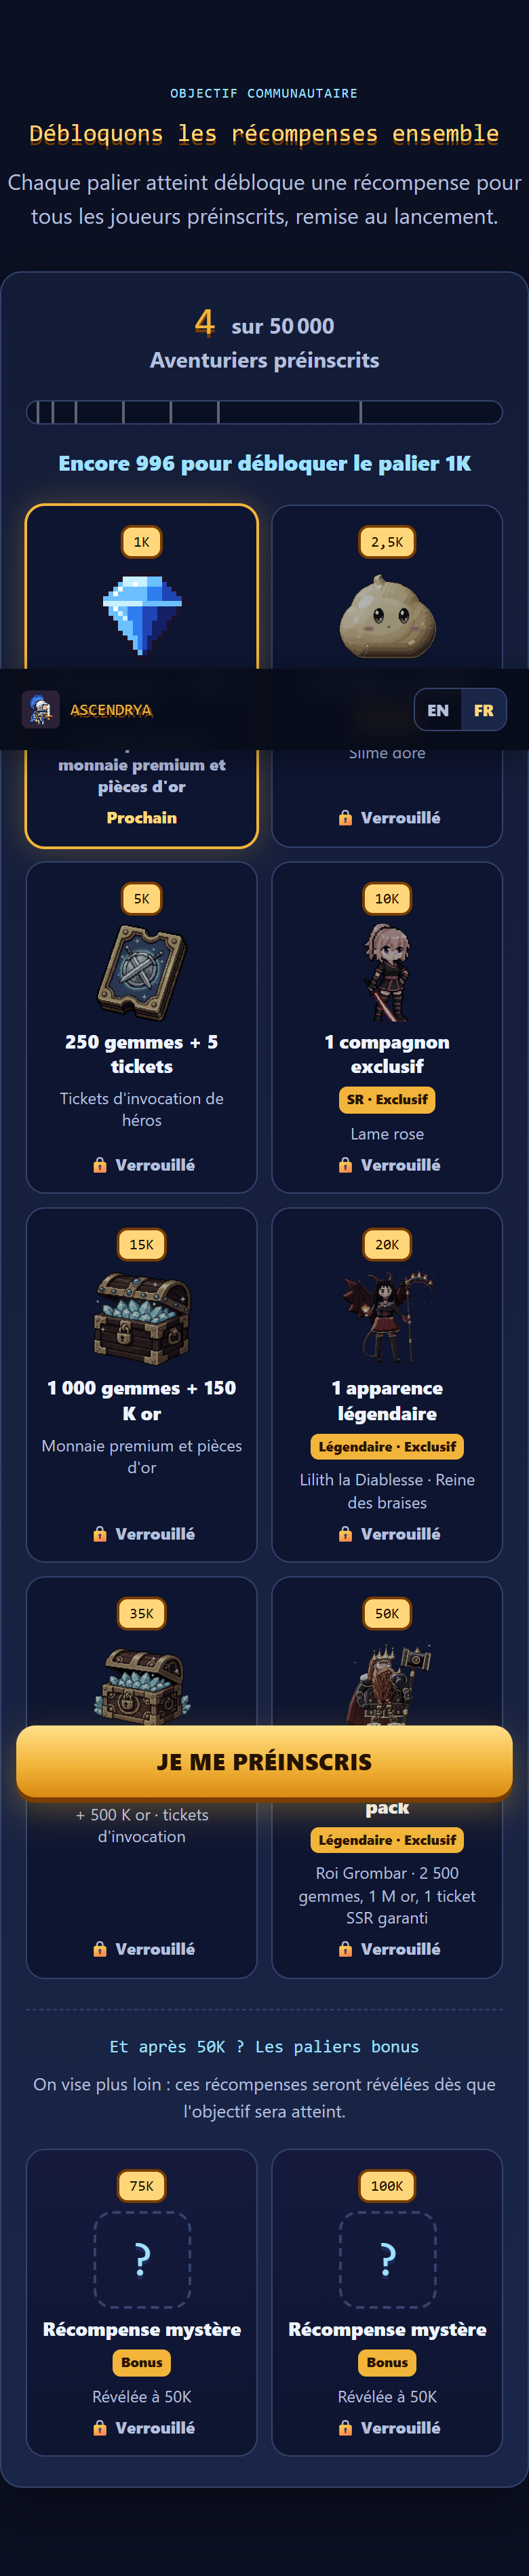 OBJECTIF COMMUNAUTAIRE
Débloquons les récompenses ensemble
Chaque palier atteint débloque une récompense pour
tous les joueurs préinscrits, remise au lancement.
4 sur 50 000
Aventuriers préinscrits
Encore 996 pour débloquer le palier 1K
1K
2,5K
ASCENDRYA
EN FR
monnaie premium et
pièces d'or
Prochain
Slime doré
Verrouillé
5K
250 gemmes + 5
tickets
Tickets d'invocation de
héros
Verrouillé
10K
1 compagnon
exclusif
SR · Exclusif
Lame rose
Verrouillé
15K
1 000 gemmes + 150
K or
Monnaie premium et pièces
d'or
Verrouillé
20K
1 apparence
légendaire
Légendaire · Exclusif
Lilith la Diablesse · Reine
des braises
Verrouillé
35K
50K
JE ME PRÉINSCRIS
+ 500 K or · tickets
d'invocation
Verrouillé
pack
Légendaire · Exclusif
Roi Grombar · 2 500
gemmes, 1 M or, 1 ticket
SSR garanti
Verrouillé
Et après 50K ? Les paliers bonus
On vise plus loin : ces récompenses seront révélées dès que
l'objectif sera atteint.
75K
?
Récompense mystère
Bonus
Révélée à 50K
Verrouillé
100K
?
Récompense mystère
Bonus
Révélée à 50K
Verrouillé